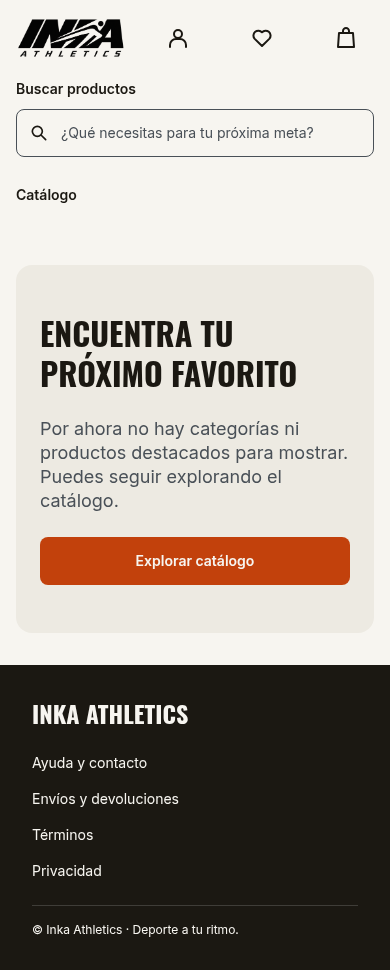 INKA
ATHLETICS
Buscar productos
¿Qué necesitas para tu próxima meta?
Catálogo
ENCUENTRA TU
PRÓXIMO FAVORITO
Por ahora no hay categorías ni
productos destacados para mostrar.
Puedes seguir explorando el
catálogo.
Explorar catálogo
INKA ATHLETICS
Ayuda y contacto
Envíos y devoluciones
Términos
Privacidad
© Inka Athletics · Deporte a tu ritmo.